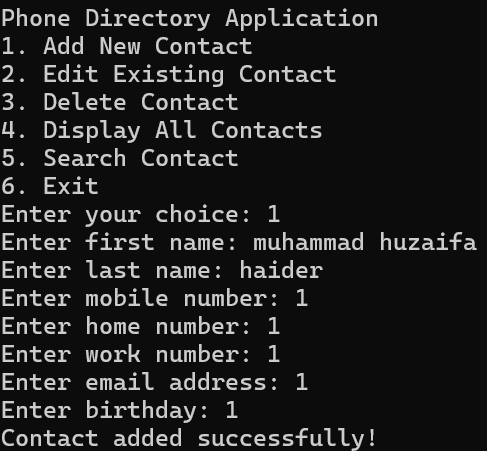 Phone Directory Application
1. Add New Contact
2. Edit Existing Contact
3. Delete Contact
4. Display All Contacts
5. Search Contact
6. Exit
Enter your choice: 1
Enter first name: muhammad huzaifa
Enter last name: haider
Enter mobile number: 1
Enter home number: 1
Enter work number: 1
Enter email address: 1
Enter birthday: 1
Contact added successfully!